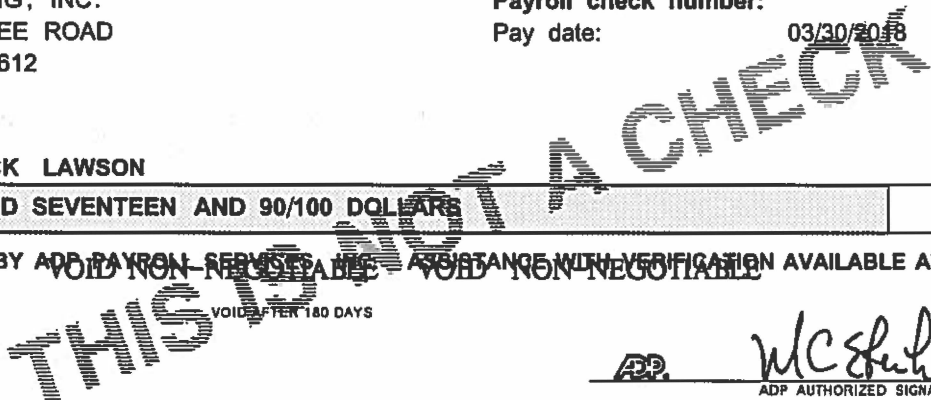 G, INC. Payroll check number:
EE ROAD Pay date: 03/30/2018
612
CK LAWSON
D SEVENTEEN AND 90/100 DOLLARS
BY ADP PAYROLL SERVICES, INC. ASSISTANCE WITH VERIFICATION AVAILABLE A
VOID NON-NEGOTIABLE VOID NON-NEGOTIABLE
VOID AFTER 180 DAYS
THIS IS NOT A CHECK
ADP.
ADP AUTHORIZED SIGNA